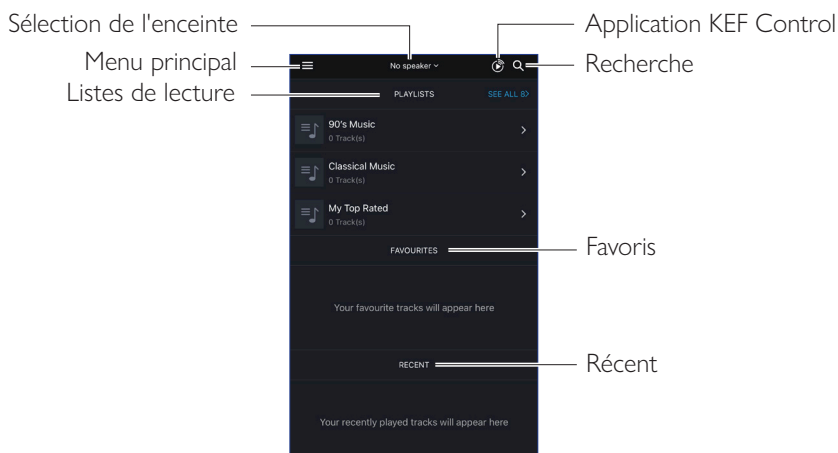 Sélection de l'enceinte
Application KEF Control
Menu principal
No speaker
Recherche
Listes de lecture
PLAYLISTS
SEE ALL 8>
90's Music
0 Track(s)
Classical Music
0 Track(s)
My Top Rated
0 Track(s)
FAVOURITES
Favoris
Your favourite tracks will appear here
RECENT
Récent
Your recently played tracks will appear here